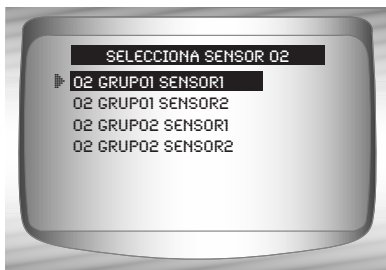 SELECCIONA SENSOR O2
O2 GRUPO1 SENSOR1
O2 GRUPO1 SENSOR2
O2 GRUPO2 SENSOR1
O2 GRUPO2 SENSOR2